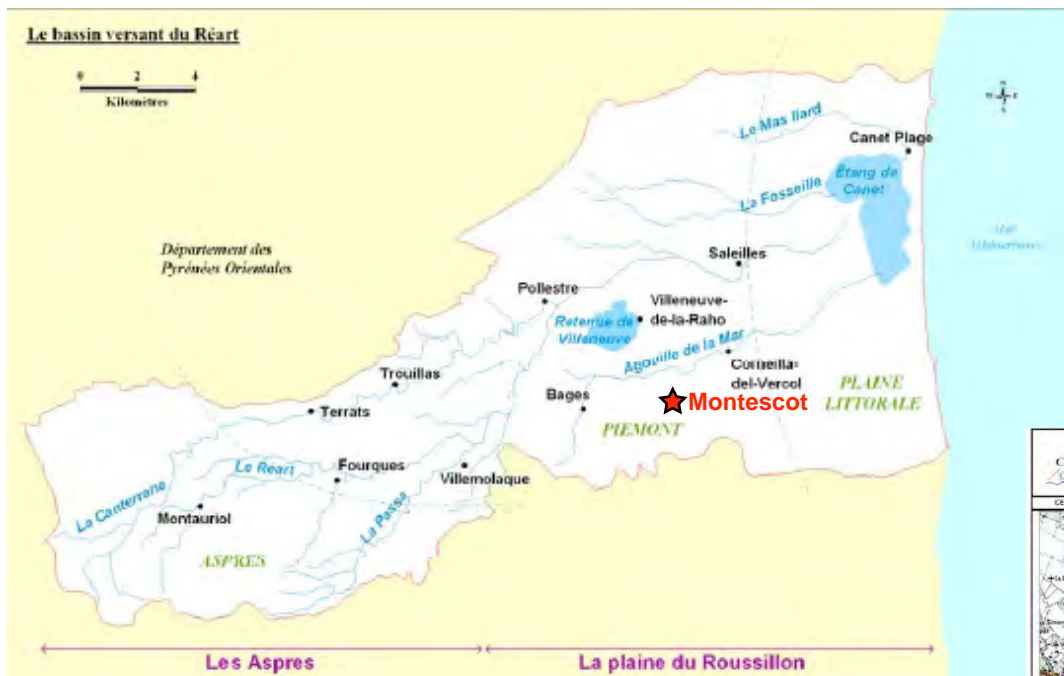 Le bassin versant du Réart
0 2 4
Kilomètres
N
Le Mas Ilard
Canet Plage
Étang de
Canet
La Fosseille
Département des
Pyrénées Orientales
Saleilles
Pollestre
Villeneuve-
de-la-Raho
Retenue de
Villeneuve
Agouille de la Mar
Trouillas
Corneilla-
del-Vercol
PLAINE
LITTORALE
Bages
Montescot
Terrats
PIEMONT
Le Réart
Fourques
Villemolaque
La Canterrane
Montauriol
La Passa
ASPRES
Les Aspres
La plaine du Roussillon